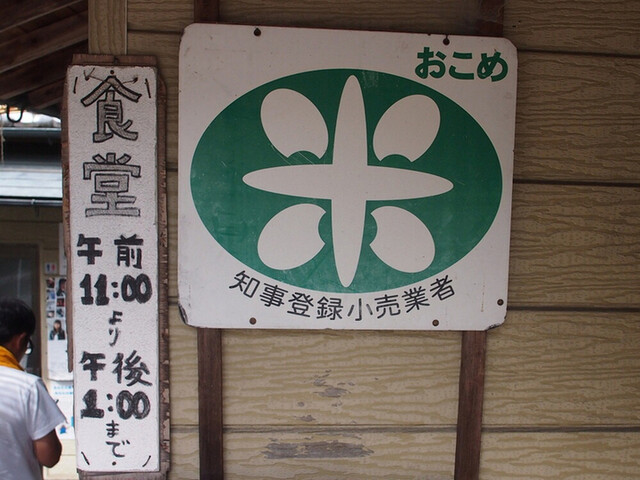 食堂
午前
11:00
より
午後
1:00
まで
おこめ
米
知事登録小売業者